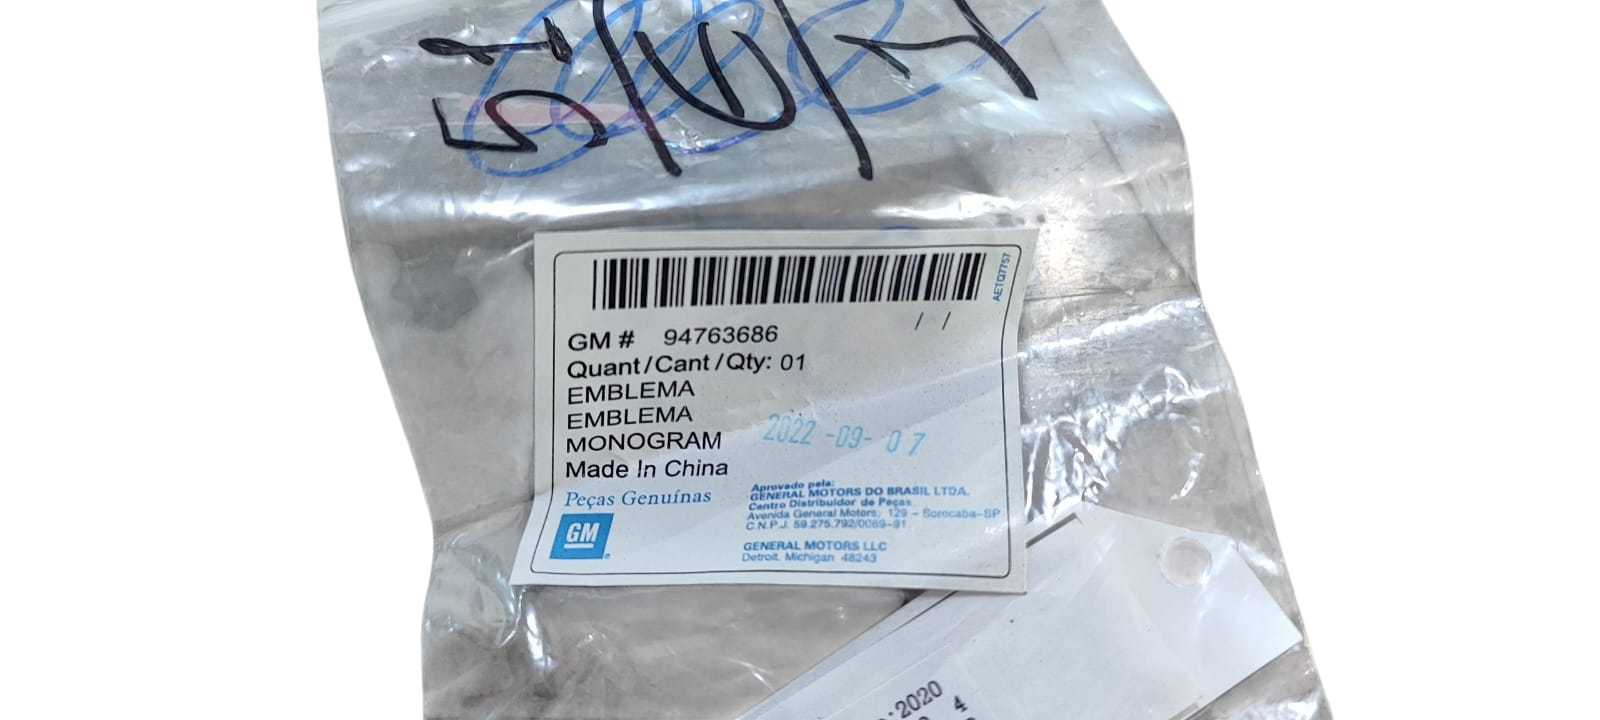 AETQ7757
/ /
GM # 94763686
Quant/Cant/Qty: 01
EMBLEMA
EMBLEMA
MONOGRAM
2022-09-07
Made In China
Peças Genuínas
GM
Aprovado pela:
GENERAL MOTORS DO BRASIL LTDA.
Centro Distribuidor de Peças
Avenida General Motors, 129 - Sorocaba-SP
C.N.P.J. 59.275.792/0069-91
GENERAL MOTORS LLC
Detroit, Michigan 48243
2020
4